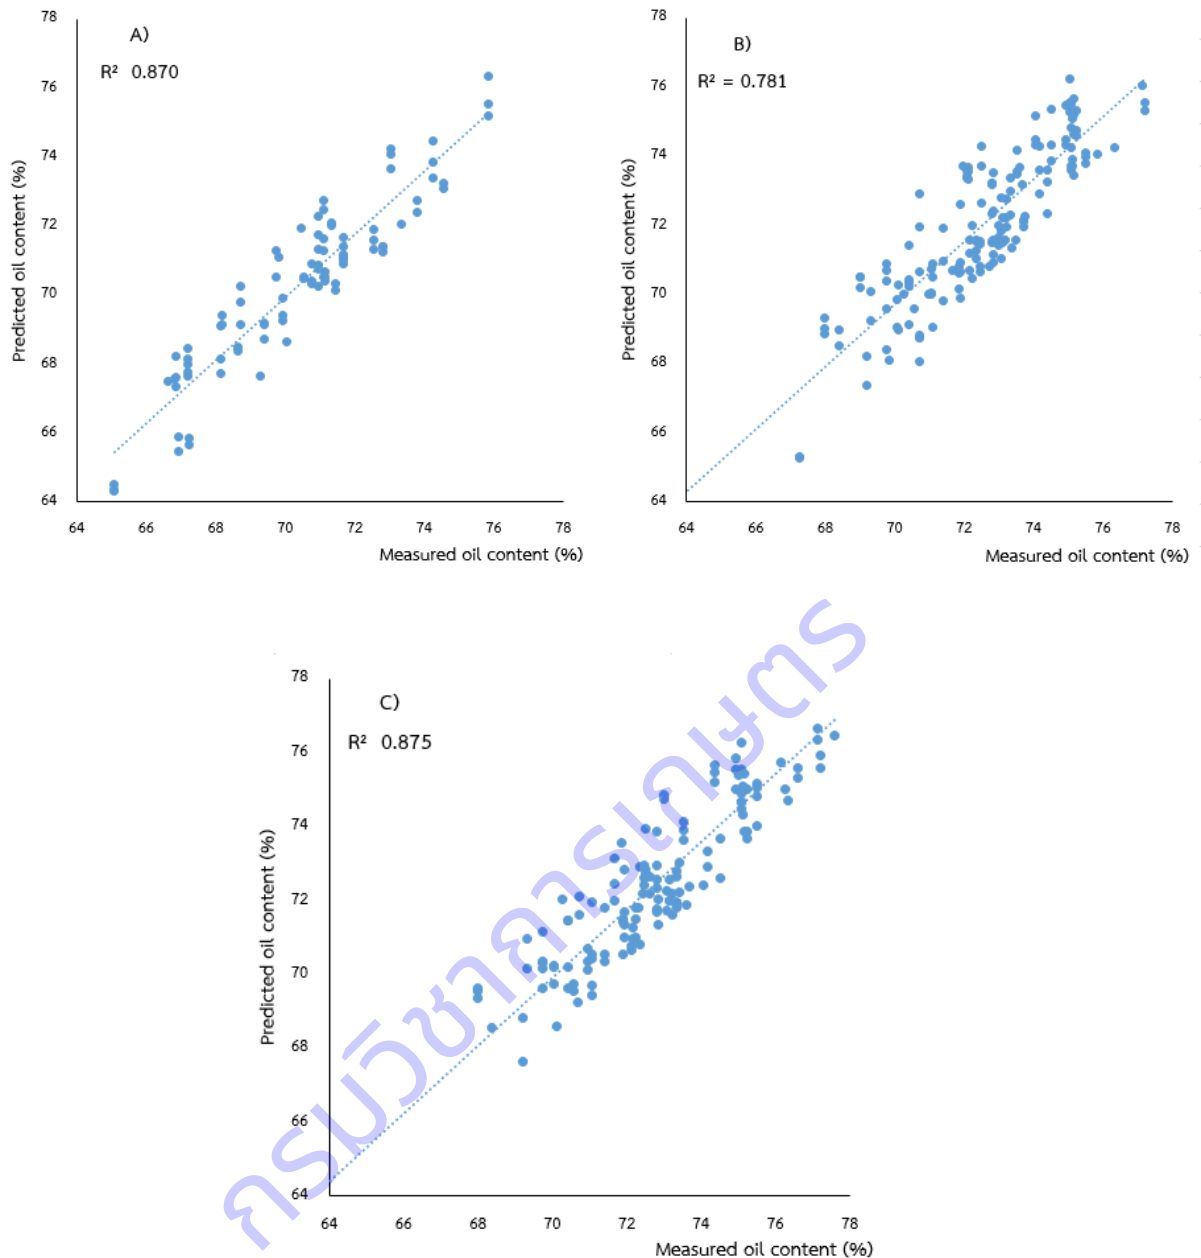 A)
R² 0.870
78
76
74
72
70
68
66
64
Predicted oil content (%)
64 66 68 70 72 74 76 78
Measured oil content (%)
B)
R² = 0.781
78
76
74
72
70
68
66
64
Predicted oil content (%)
64 66 68 70 72 74 76 78
Measured oil content (%)
C)
R² 0.875
78
76
74
72
70
68
66
64
Predicted oil content (%)
64 66 68 70 72 74 76 78
Measured oil content (%)
กรมวิชาการเกษตร